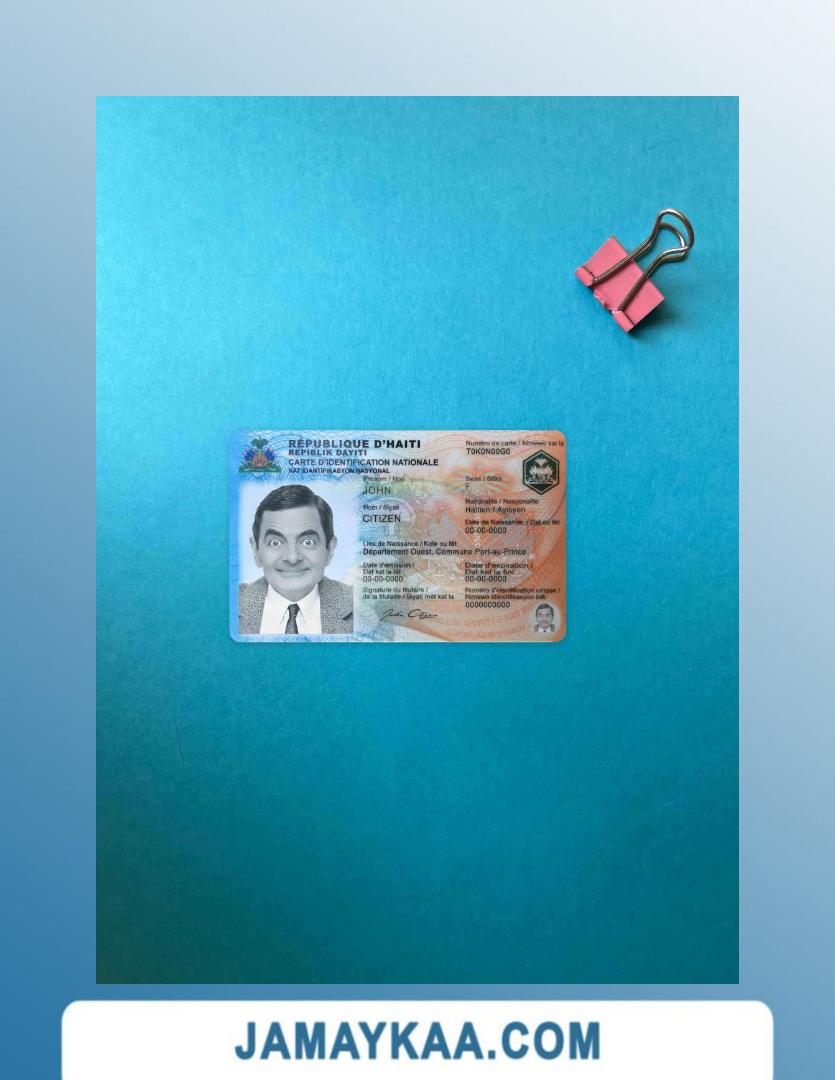 RÉPUBLIQUE D'HAITI
REPIBLIK DAYITI
CARTE D'IDENTIFICATION NATIONALE
KAT IDANTIFIKASYON NASYONAL
Numéro de carte / Nimewo kat la
T0K0N0DG0
Prénom / Non
JOHN
Sexe / Sèks
F
Nom / Siyati
CITIZEN
Nationalité / Nasyonalite
Haïtien / Ayisyen
Date de Naissance / Dat ou fèt
00-00-0000
Lieu de Naissance / Kote ou fèt
Département Ouest, Commune Port-au-Prince
Date d'émission /
Dat kat la fèt
00-00-0000
Date d'expiration /
Dat kat la fini
00-00-0000
Signature du titulaire /
de la titulaire / Siyati mèt kat la
John Citizen
Numéro d'identification unique /
Nimewo idantifikasyon inik
0000000000
JAMAYKAA.COM